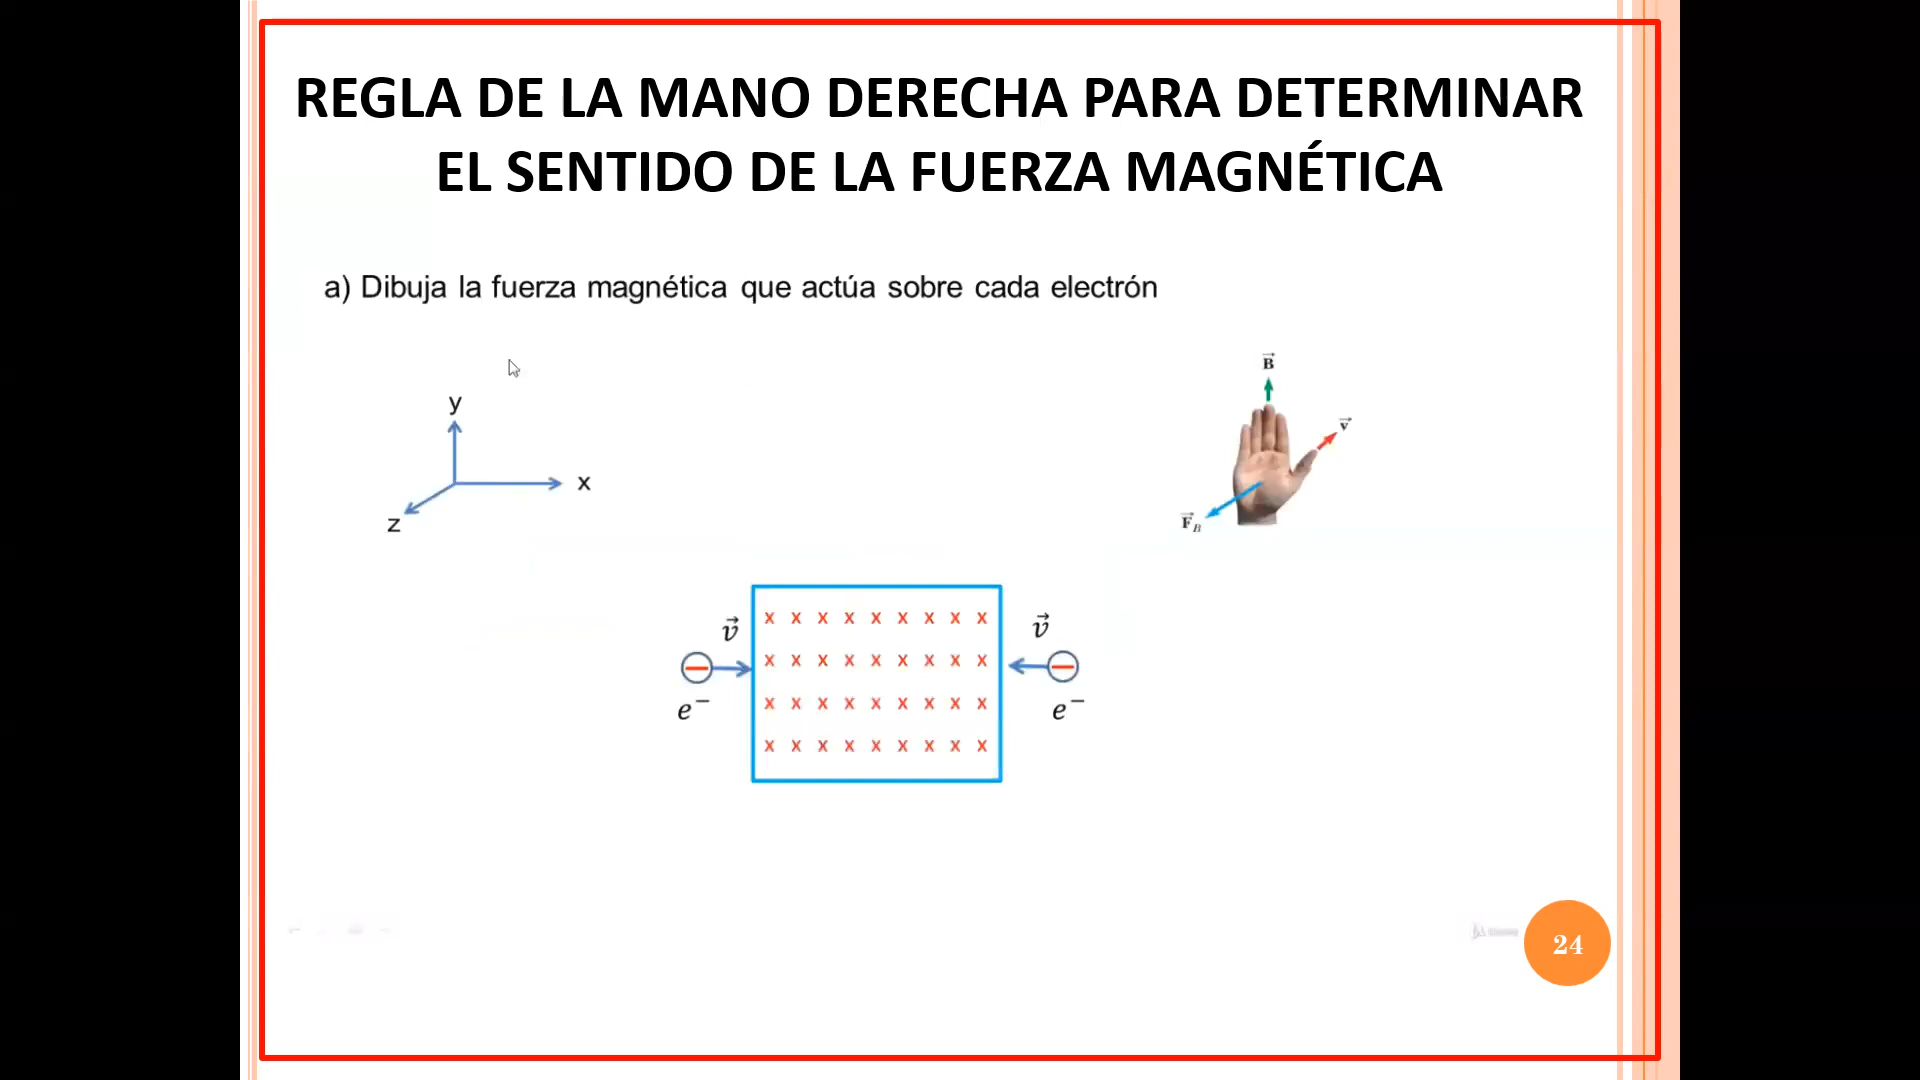 REGLA DE LA MANO DERECHA PARA DETERMINAR
EL SENTIDO DE LA FUERZA MAGNÉTICA
a) Dibuja la fuerza magnética que actúa sobre cada electrón
y
x
z
B⃗
v⃗
F⃗_B
v⃗
v⃗
x x x x x x x x x
x x x x x x x x x
x x x x x x x x x
x x x x x x x x x
e⁻
e⁻
24